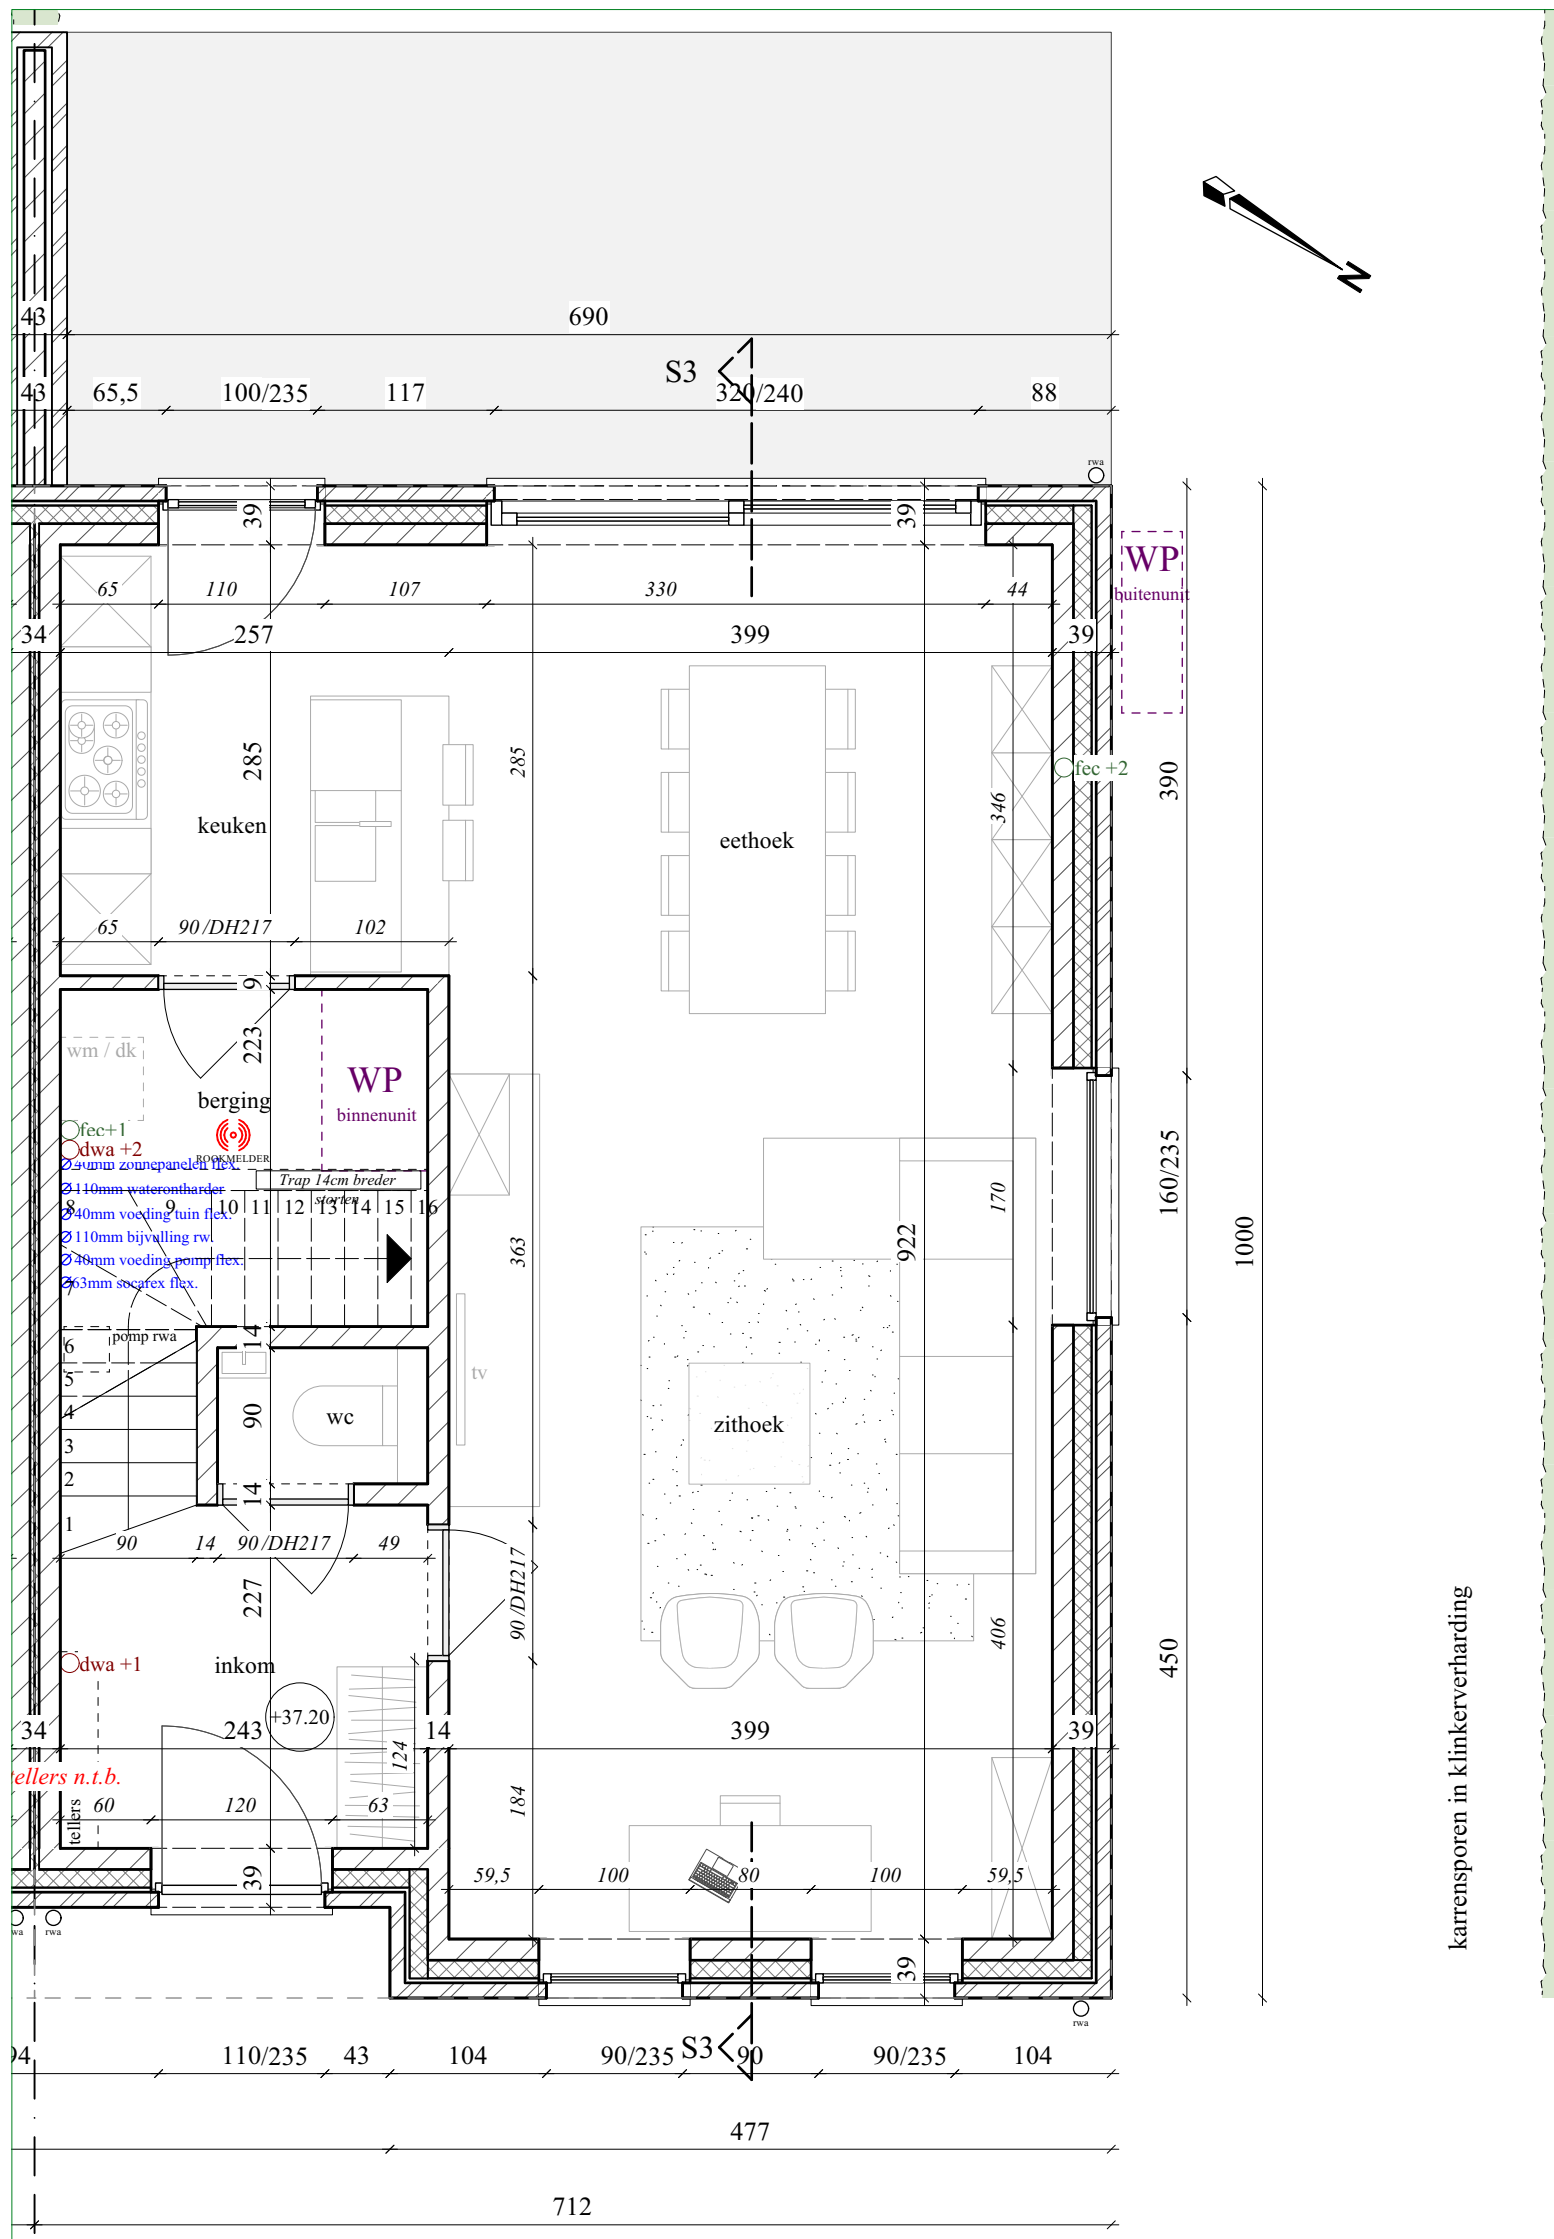 N
43
690
S3
43
65,5
100/235
117
320/240
88
rwa
39
39
WP
buitenunit
65
110
107
330
44
34
257
399
39
285
285
346
390
fec +2
keuken
eethoek
65
90/DH217
102
9
223
wm / dk
WP
binnenunit
berging
fec+1
dwa +2
ROOKMELDER
Ø40mm zonnepanelen flex.
Trap 14cm breder
storten
Ø110mm waterontharder
8
9
10
11
12
13
14
15
16
Ø40mm voeding tuin flex.
Ø110mm bijvulling rw.
Ø40mm voeding pomp flex.
Ø63mm socarex flex.
7
363
922
170
160/235
1000
14
pomp rwa
6
5
4
3
2
1
tv
90
wc
zithoek
14
90
14
90/DH217
49
227
90/DH217
406
450
karrensporen in klinkerverharding
dwa +1
inkom
+37.20
34
243
14
399
39
124
tellers n.t.b.
184
tellers
60
120
63
39
59,5
100
80
100
59,5
rwa
39
rwa
S3
94
110/235
43
104
90/235
90
90/235
104
477
712